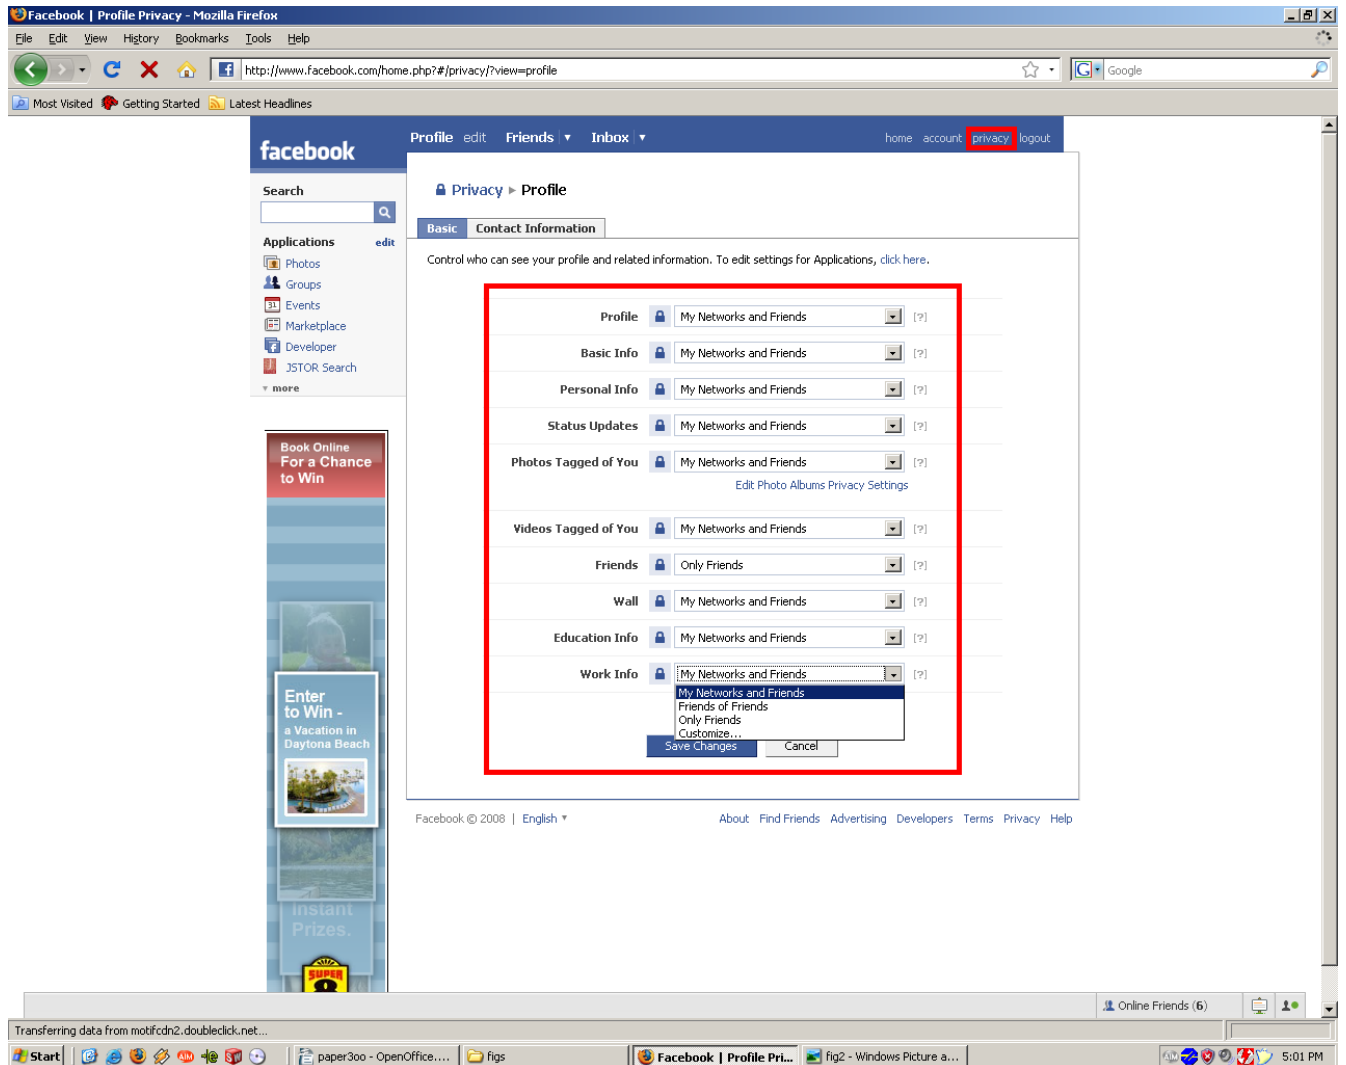 Facebook | Profile Privacy - Mozilla Firefox
File Edit View History Bookmarks Tools Help
http://www.facebook.com/home.php?#/privacy/?view=profile
Google
Most Visited Getting Started Latest Headlines
facebook
Profile edit Friends Inbox
home account privacy logout
Search
Applications edit
Photos
Groups
31 Events
Marketplace
Developer
JSTOR Search
more
Privacy ▸ Profile
Basic Contact Information
Control who can see your profile and related information. To edit settings for Applications, click here.
Profile My Networks and Friends [?]
Basic Info My Networks and Friends [?]
Personal Info My Networks and Friends [?]
Status Updates My Networks and Friends [?]
Photos Tagged of You My Networks and Friends [?]
Edit Photo Albums Privacy Settings
Videos Tagged of You My Networks and Friends [?]
Friends Only Friends [?]
Wall My Networks and Friends [?]
Education Info My Networks and Friends [?]
Work Info My Networks and Friends [?]
My Networks and Friends
Friends of Friends
Only Friends
Customize...
Save Changes Cancel
Book Online
For a Chance
to Win
Enter
to Win -
a Vacation in
Daytona Beach
Instant
Prizes.
SUPER
8
Facebook © 2008 | English
About Find Friends Advertising Developers Terms Privacy Help
Online Friends (6)
Transferring data from motifcdn2.doubleclick.net...
Start
paper3oo - OpenOffice....
figs
Facebook | Profile Pri...
fig2 - Windows Picture a...
5:01 PM